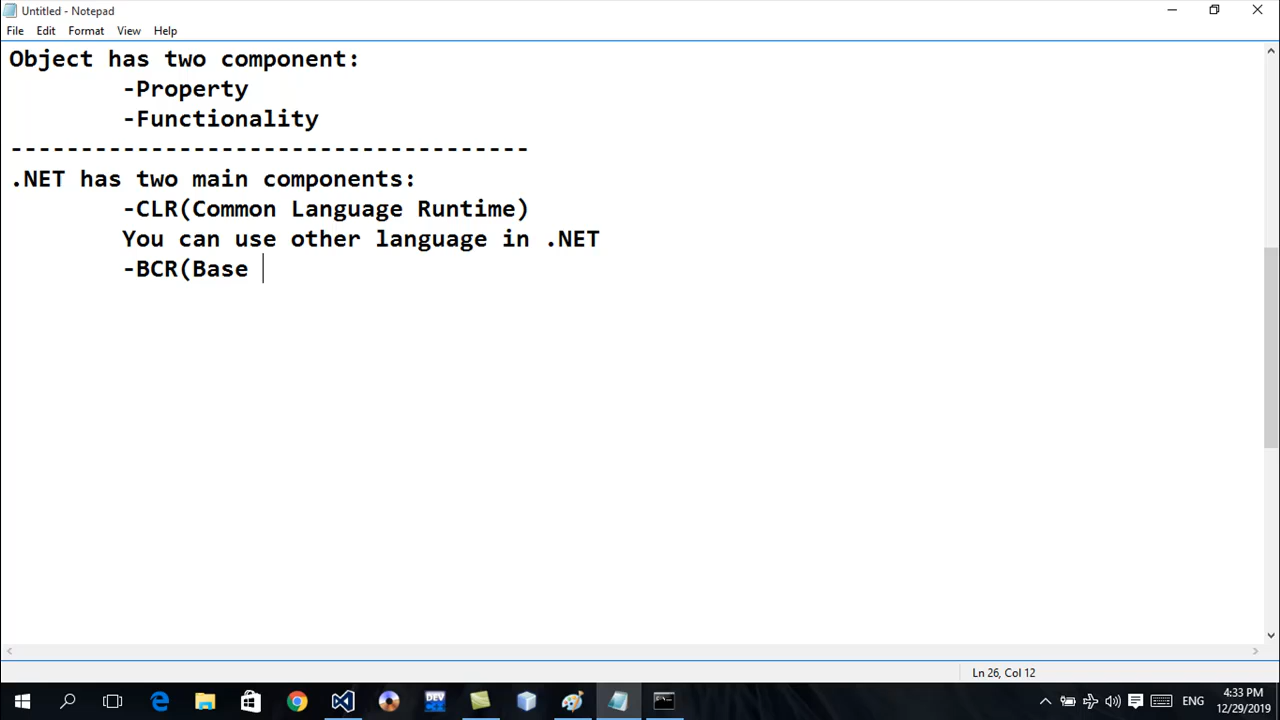 Untitled - Notepad
File Edit Format View Help
Object has two component:
-Property
-Functionality
-------------------------------------
.NET has two main components:
-CLR(Common Language Runtime)
You can use other language in .NET
-BCR(Base
Ln 26, Col 12
DEV
ENG
4:33 PM
12/29/2019